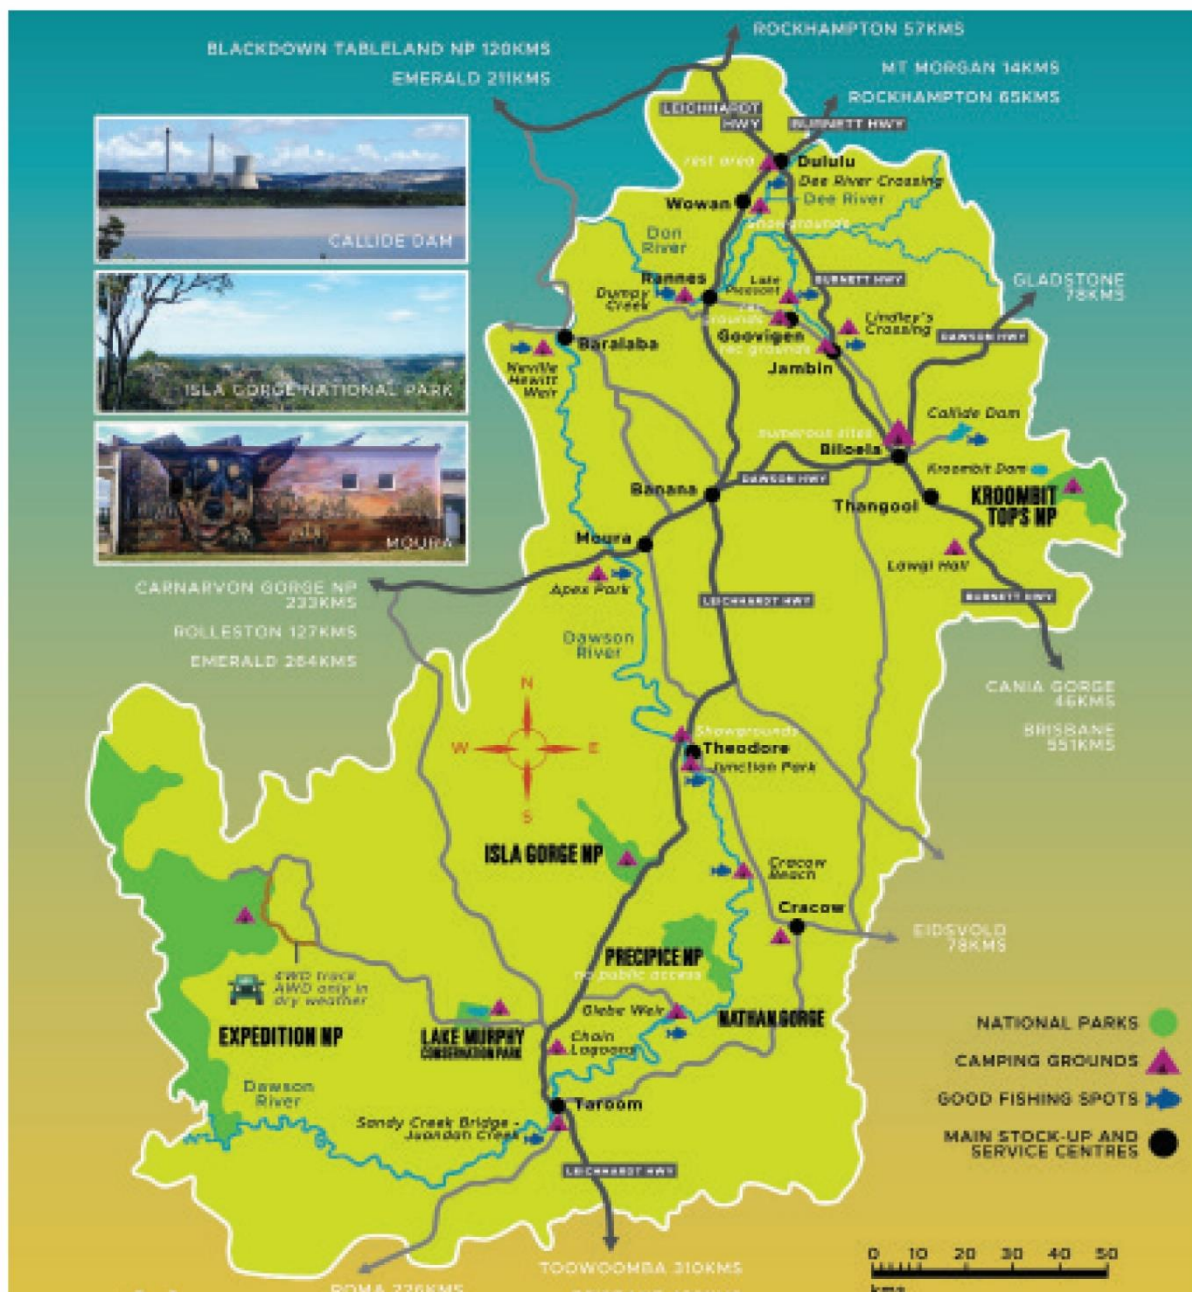 ROCKHAMPTON 57KMS
BLACKDOWN TABLELAND NP 120KMS
EMERALD 211KMS
MT MORGAN 14KMS
ROCKHAMPTON 65KMS
LEICHHARDT
HWY
BURNETT HWY
CALLIDE DAM
ISLA GORGE NATIONAL PARK
MOURA
rest area
Dululu
Dee River Crossing
Dee River
Wowan
Showgrounds
Don
River
Rannes
Dumpy
Creek
Lake
Pleasant
BURNETT HWY
GLADSTONE
78KMS
DAWSON HWY
rec
grounds
Goovigen
Lindley's
Crossing
rec grounds
Jambin
Baralaba
Neville
Hewitt
Weir
Callide Dam
numerous sites
Biloela
Kroombit Dam
KROOMBIT
TOPS NP
DAWSON HWY
Banana
Thangool
Moura
Lawgi Hall
Apex Park
LEICHHARDT HWY
BURNETT HWY
CARNARVON GORGE NP
233KMS
ROLLESTON 127KMS
EMERALD 264KMS
Dawson
River
CANIA GORGE
46KMS
BRISBANE
551KMS
N
W E
S
Showgrounds
Theodore
Junction Park
ISLA GORGE NP
Cracow
Beach
Cracow
EIDSVOLD
78KMS
PRECIPICE NP
no public access
4WD track
AWD only in
dry weather
EXPEDITION NP
LAKE MURPHY
CONSERVATION PARK
Glebe Weir
NATHAN GORGE
Chain
Lagoons
Dawson
River
Taroom
Sandy Creek Bridge -
Juandah Creek
LEICHHARDT HWY
NATIONAL PARKS
CAMPING GROUNDS
GOOD FISHING SPOTS
MAIN STOCK-UP AND
SERVICE CENTRES
TOOWOOMBA 310KMS
ROMA 226KMS
0 10 20 30 40 50
kms